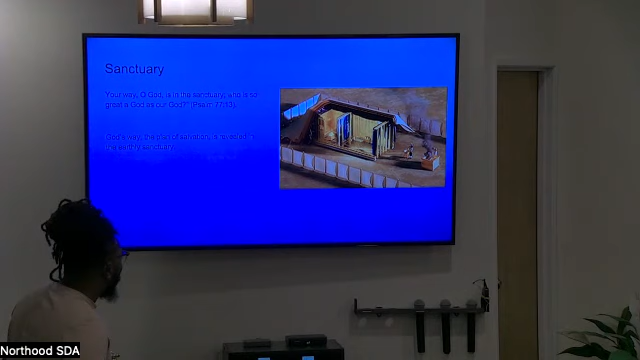 Sanctuary
Your way, O God, is in the sanctuary; who is so
great a God as our God?" (Psalm 77:13).
God's way, the plan of salvation, is revealed in
the earthly sanctuary.
Northood SDA